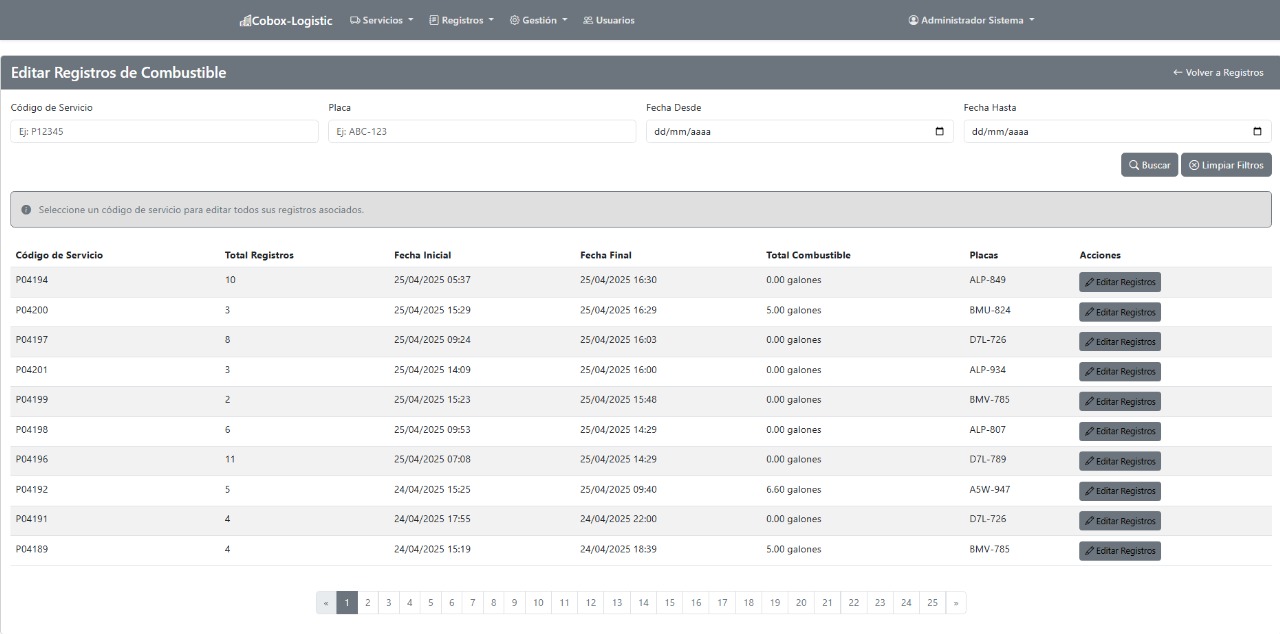 Cobox-Logistic Servicios Registros Gestión Usuarios Administrador Sistema
Editar Registros de Combustible ← Volver a Registros
Código de Servicio Placa Fecha Desde Fecha Hasta
Ej: P12345 Ej: ABC-123 dd/mm/aaaa dd/mm/aaaa
Buscar Limpiar Filtros
Seleccione un código de servicio para editar todos sus registros asociados.
Código de Servicio Total Registros Fecha Inicial Fecha Final Total Combustible Placas Acciones
P04194 10 25/04/2025 05:37 25/04/2025 16:30 0.00 galones ALP-849 Editar Registros
P04200 3 25/04/2025 15:29 25/04/2025 16:29 5.00 galones BMU-824 Editar Registros
P04197 8 25/04/2025 09:24 25/04/2025 16:03 0.00 galones D7L-726 Editar Registros
P04201 3 25/04/2025 14:09 25/04/2025 16:00 0.00 galones ALP-934 Editar Registros
P04199 2 25/04/2025 15:23 25/04/2025 15:48 0.00 galones BMV-785 Editar Registros
P04198 6 25/04/2025 09:53 25/04/2025 14:29 0.00 galones ALP-807 Editar Registros
P04196 11 25/04/2025 07:08 25/04/2025 14:29 0.00 galones D7L-789 Editar Registros
P04192 5 24/04/2025 15:25 25/04/2025 09:40 6.60 galones A5W-947 Editar Registros
P04191 4 24/04/2025 17:55 24/04/2025 22:00 0.00 galones D7L-726 Editar Registros
P04189 4 24/04/2025 15:19 24/04/2025 18:39 5.00 galones BMV-785 Editar Registros
« 1 2 3 4 5 6 7 8 9 10 11 12 13 14 15 16 17 18 19 20 21 22 23 24 25 »